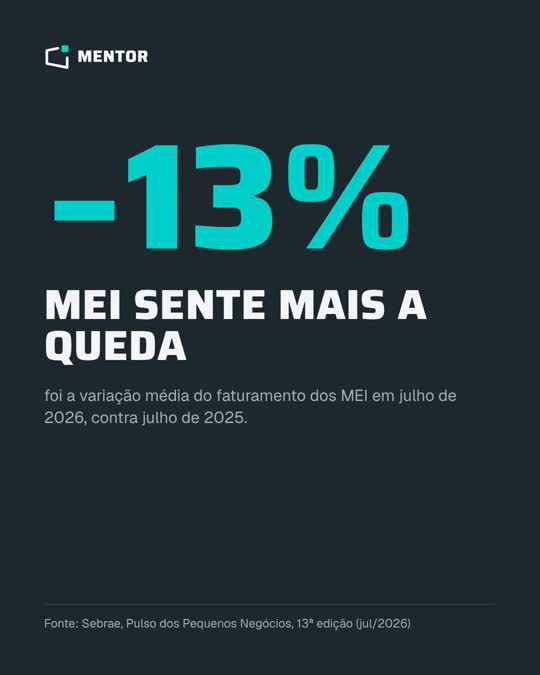 MENTOR
-13%
MEI SENTE MAIS A
QUEDA
foi a variação média do faturamento dos MEI em julho de
2026, contra julho de 2025.
Fonte: Sebrae, Pulso dos Pequenos Negócios, 13ª edição (jul/2026)